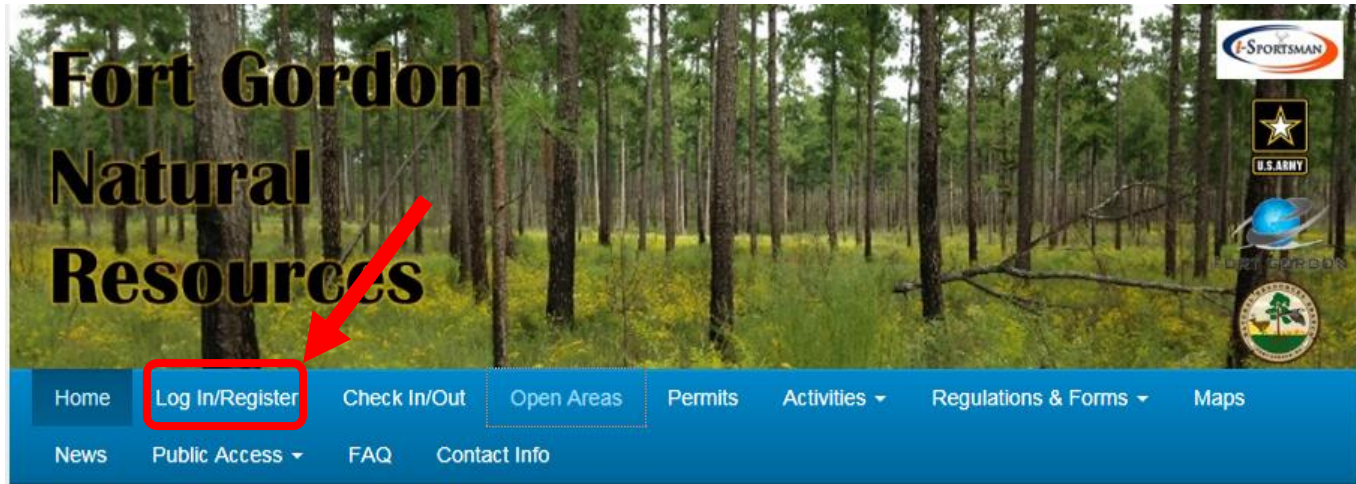 Fort Gordon
Natural
Resources
I-SPORTSMAN
U.S.ARMY
FORT GORDON
Home Log In/Register Check In/Out Open Areas Permits Activities Regulations & Forms Maps
News Public Access FAQ Contact Info